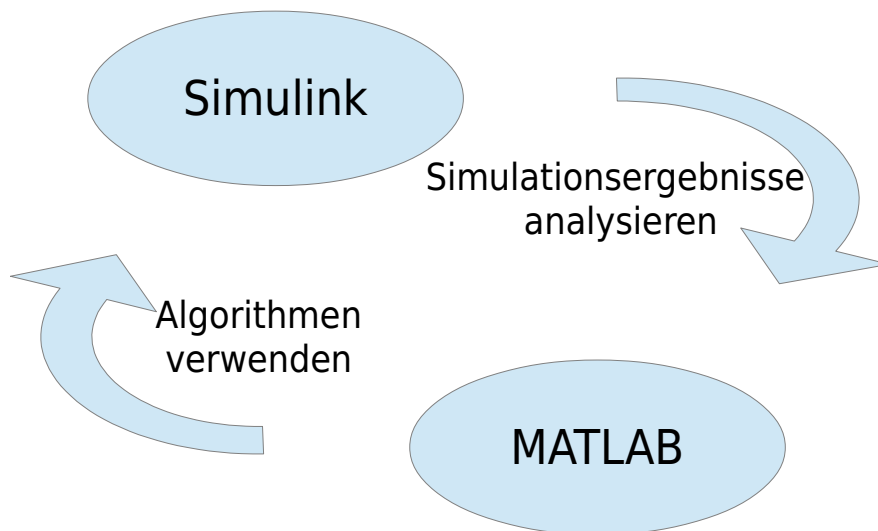 Simulink
Simulationsergebnisse
analysieren
Algorithmen
verwenden
MATLAB